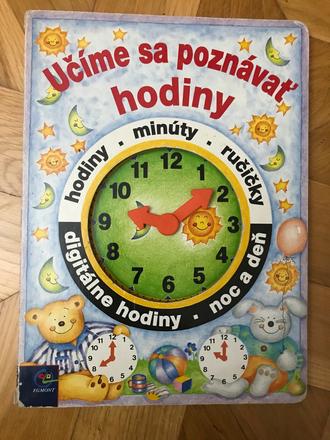 Učíme sa poznávať
hodiny
hodiny · minúty · ručičky
digitálne hodiny · noc a deň
12
1
2
3
4
5
6
7
8
9
10
11
EGMONT